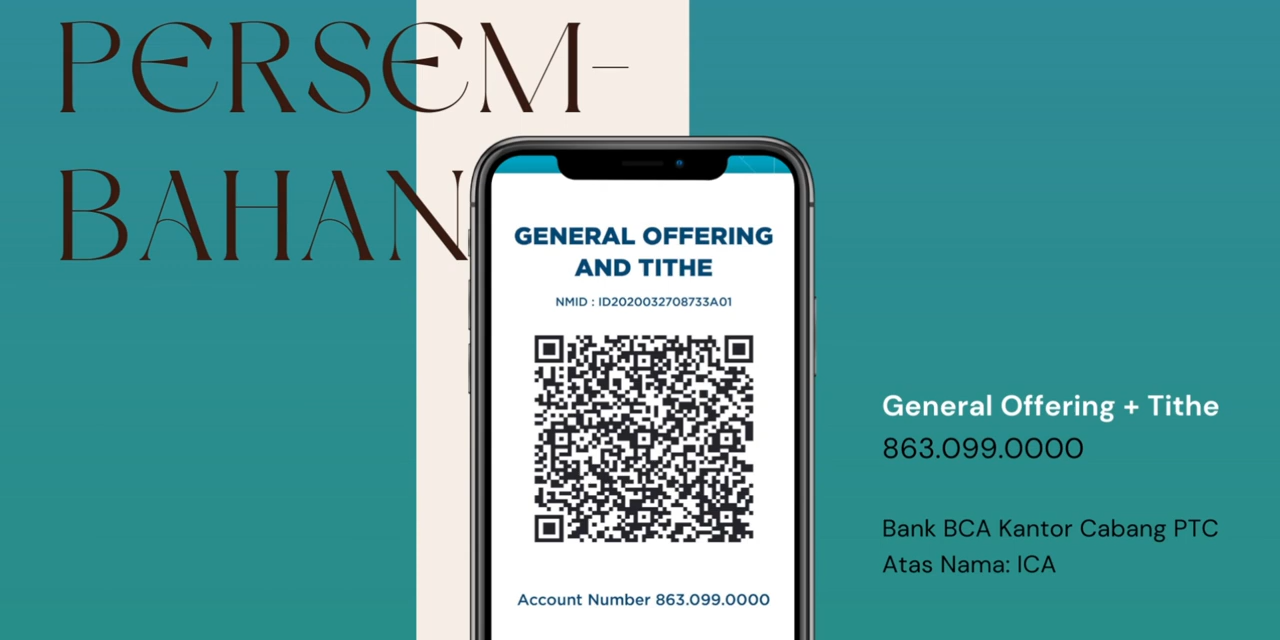 PERSEM-
BAHAN
GENERAL OFFERING
AND TITHE
NMID : ID2020032708733A01
Account Number 863.099.0000
General Offering + Tithe
863.099.0000
Bank BCA Kantor Cabang PTC
Atas Nama: ICA